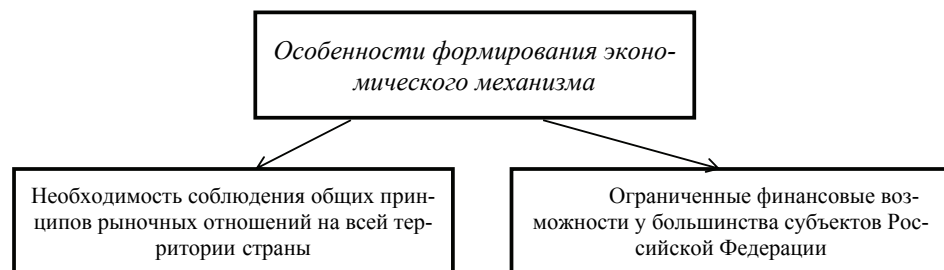 Особенности формирования эконо-
мического механизма
Необходимость соблюдения общих прин-
ципов рыночных отношений на всей тер-
ритории страны
Ограниченные финансовые воз-
можности у большинства субъектов Рос-
сийской Федерации